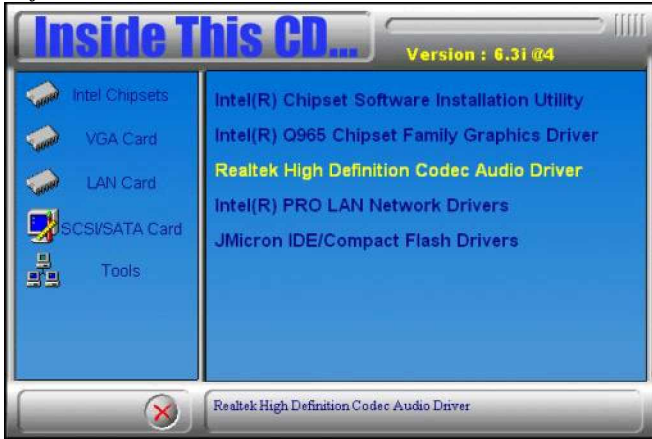 Inside This CD...
Version : 6.3i @4
Intel Chipsets
VGA Card
LAN Card
SCSI/SATA Card
Tools
Intel(R) Chipset Software Installation Utility
Intel(R) Q965 Chipset Family Graphics Driver
Realtek High Definition Codec Audio Driver
Intel(R) PRO LAN Network Drivers
JMicron IDE/Compact Flash Drivers
Realtek High Definition Codec Audio Driver